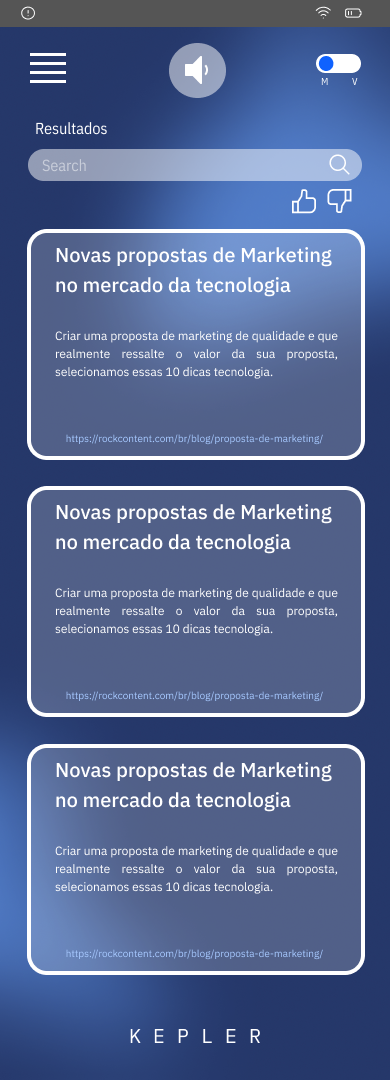 M V
Resultados
Search
Novas propostas de Marketing
no mercado da tecnologia
Criar uma proposta de marketing de qualidade e que
realmente ressalte o valor da sua proposta,
selecionamos essas 10 dicas tecnologia.
https://rockcontent.com/br/blog/proposta-de-marketing/
Novas propostas de Marketing
no mercado da tecnologia
Criar uma proposta de marketing de qualidade e que
realmente ressalte o valor da sua proposta,
selecionamos essas 10 dicas tecnologia.
https://rockcontent.com/br/blog/proposta-de-marketing/
Novas propostas de Marketing
no mercado da tecnologia
Criar uma proposta de marketing de qualidade e que
realmente ressalte o valor da sua proposta,
selecionamos essas 10 dicas tecnologia.
https://rockcontent.com/br/blog/proposta-de-marketing/
KEPLER